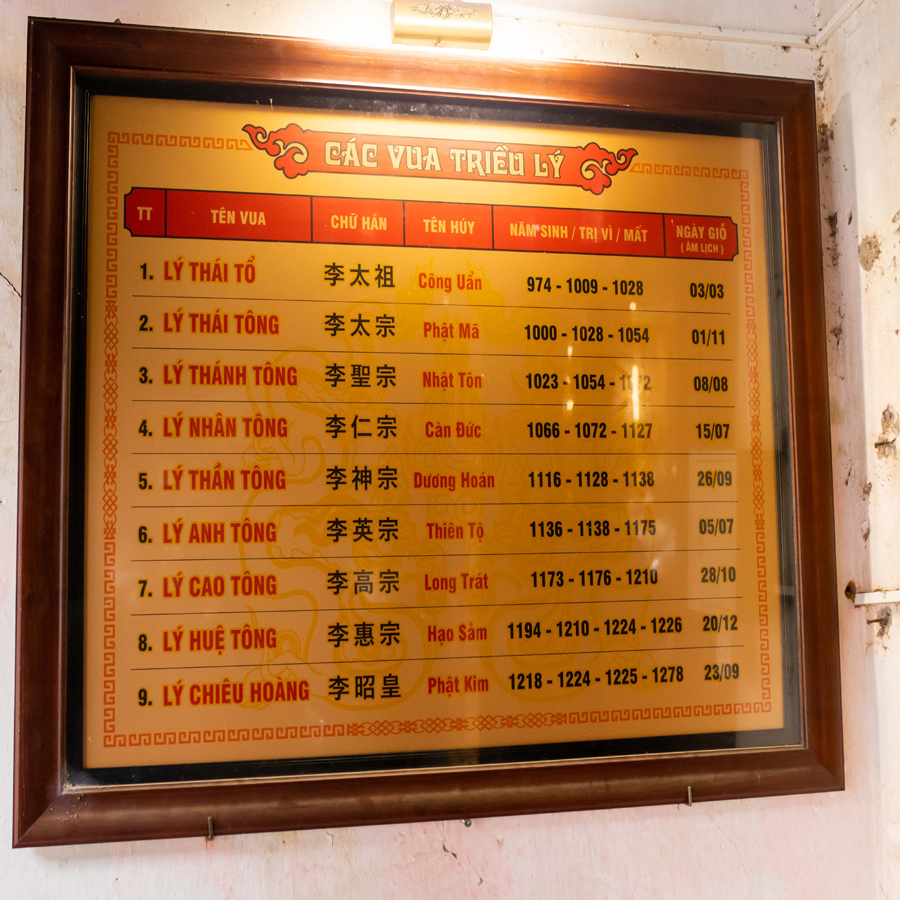 CÁC VUA TRIỀU LÝ
TT TÊN VUA CHỮ HÁN TÊN HÚY NĂM SINH / TRỊ VÌ / MẤT NGÀY GIỖ
( ÂM LỊCH )
1. LÝ THÁI TỔ 李太祖 Công Uẩn 974 - 1009 - 1028 03/03
2. LÝ THÁI TÔNG 李太宗 Phật Mã 1000 - 1028 - 1054 01/11
3. LÝ THÁNH TÔNG 李聖宗 Nhật Tôn 1023 - 1054 - 08/08
4. LÝ NHÂN TÔNG 李仁宗 Càn Đức 1066 - 1072 - 1127 15/07
5. LÝ THẦN TÔNG 李神宗 Dương Hoán 1116 - 1128 - 1138 26/09
6. LÝ ANH TÔNG 李英宗 Thiên Tộ 1136 - 1138 - 1175 05/07
7. LÝ CAO TÔNG 李高宗 Long Trát 1173 - 1176 - 1210 28/10
8. LÝ HUỆ TÔNG 李惠宗 Hạo Sảm 1194 - 1210 - 1224 - 1226 20/12
9. LÝ CHIÊU HOÀNG 李昭皇 Phật Kim 1218 - 1224 - 1225 - 1278 23/09